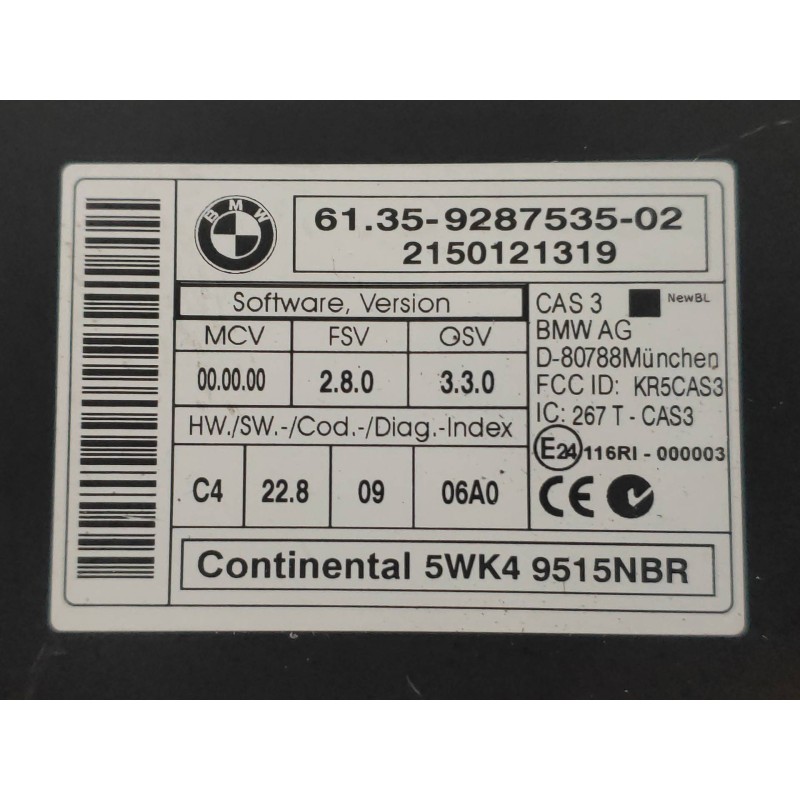 BMW
61.35-9287535-02
2150121319
Software, Version
MCV FSV OSV
00.00.00 2.8.0 3.3.0
HW./SW.-/Cod.-/Diag.-Index
C4 22.8 09 06A0
CAS 3 NewBL
BMW AG
D-80788München
FCC ID: KR5CAS3
IC: 267 T - CAS3
E24 116RI - 000003
CE
Continental 5WK4 9515NBR